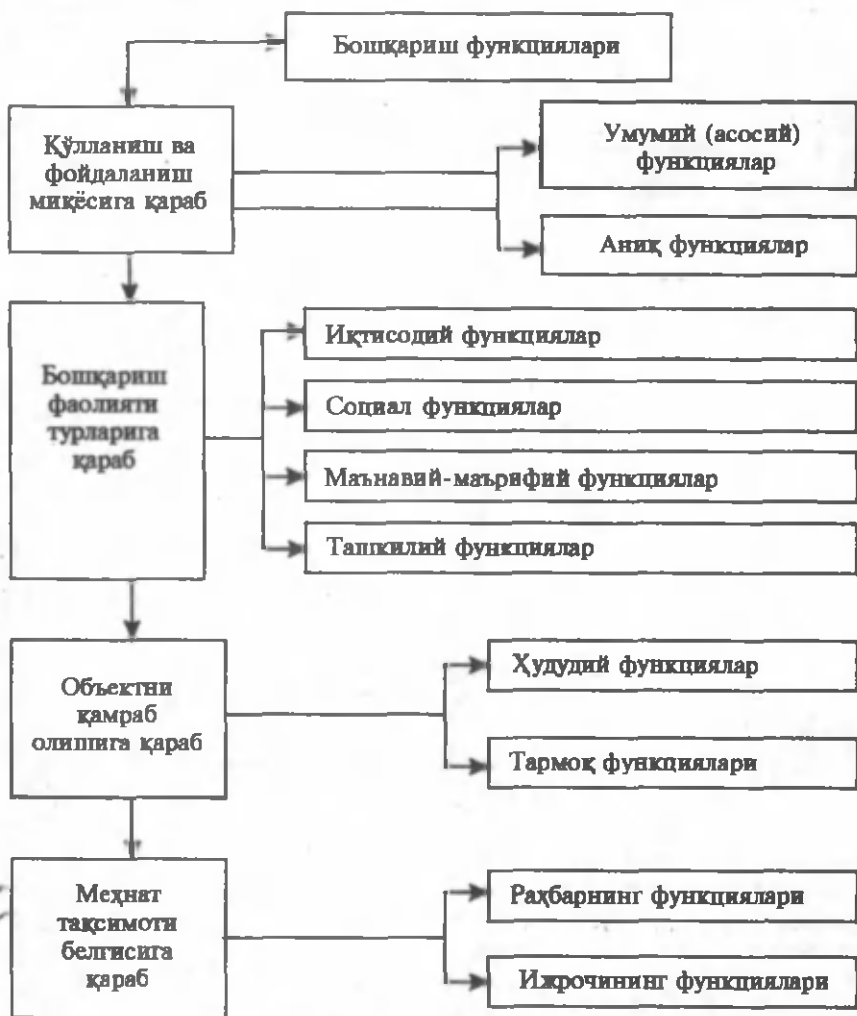 Бошқариш функциялари
Қўлланиш ва
фойдаланиш
миқёсига қараб
Умумий (асосий)
функциялар
Аниқ функциялар
Бошқариш
фаолияти
турларига
қараб
Иқтисодий функциялар
Социал функциялар
Маънавий-маърифий функциялар
Ташкилий функциялар
Объектни
қамраб
олишига қараб
Ҳудудий функциялар
Тармоқ функциялари
Меҳнат
тақсимоти
белгисига
қараб
Раҳбарнинг функциялари
Ижрочининг функциялари